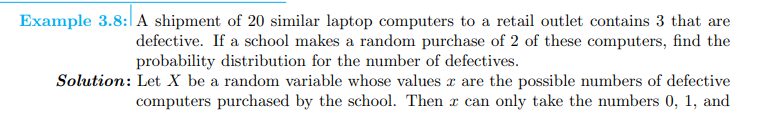 Example 3.8: A shipment of 20 similar laptop computers to a retail outlet contains 3 that are
defective. If a school makes a random purchase of 2 of these computers, find the
probability distribution for the number of defectives.
Solution: Let X be a random variable whose values x are the possible numbers of defective
computers purchased by the school. Then x can only take the numbers 0, 1, and